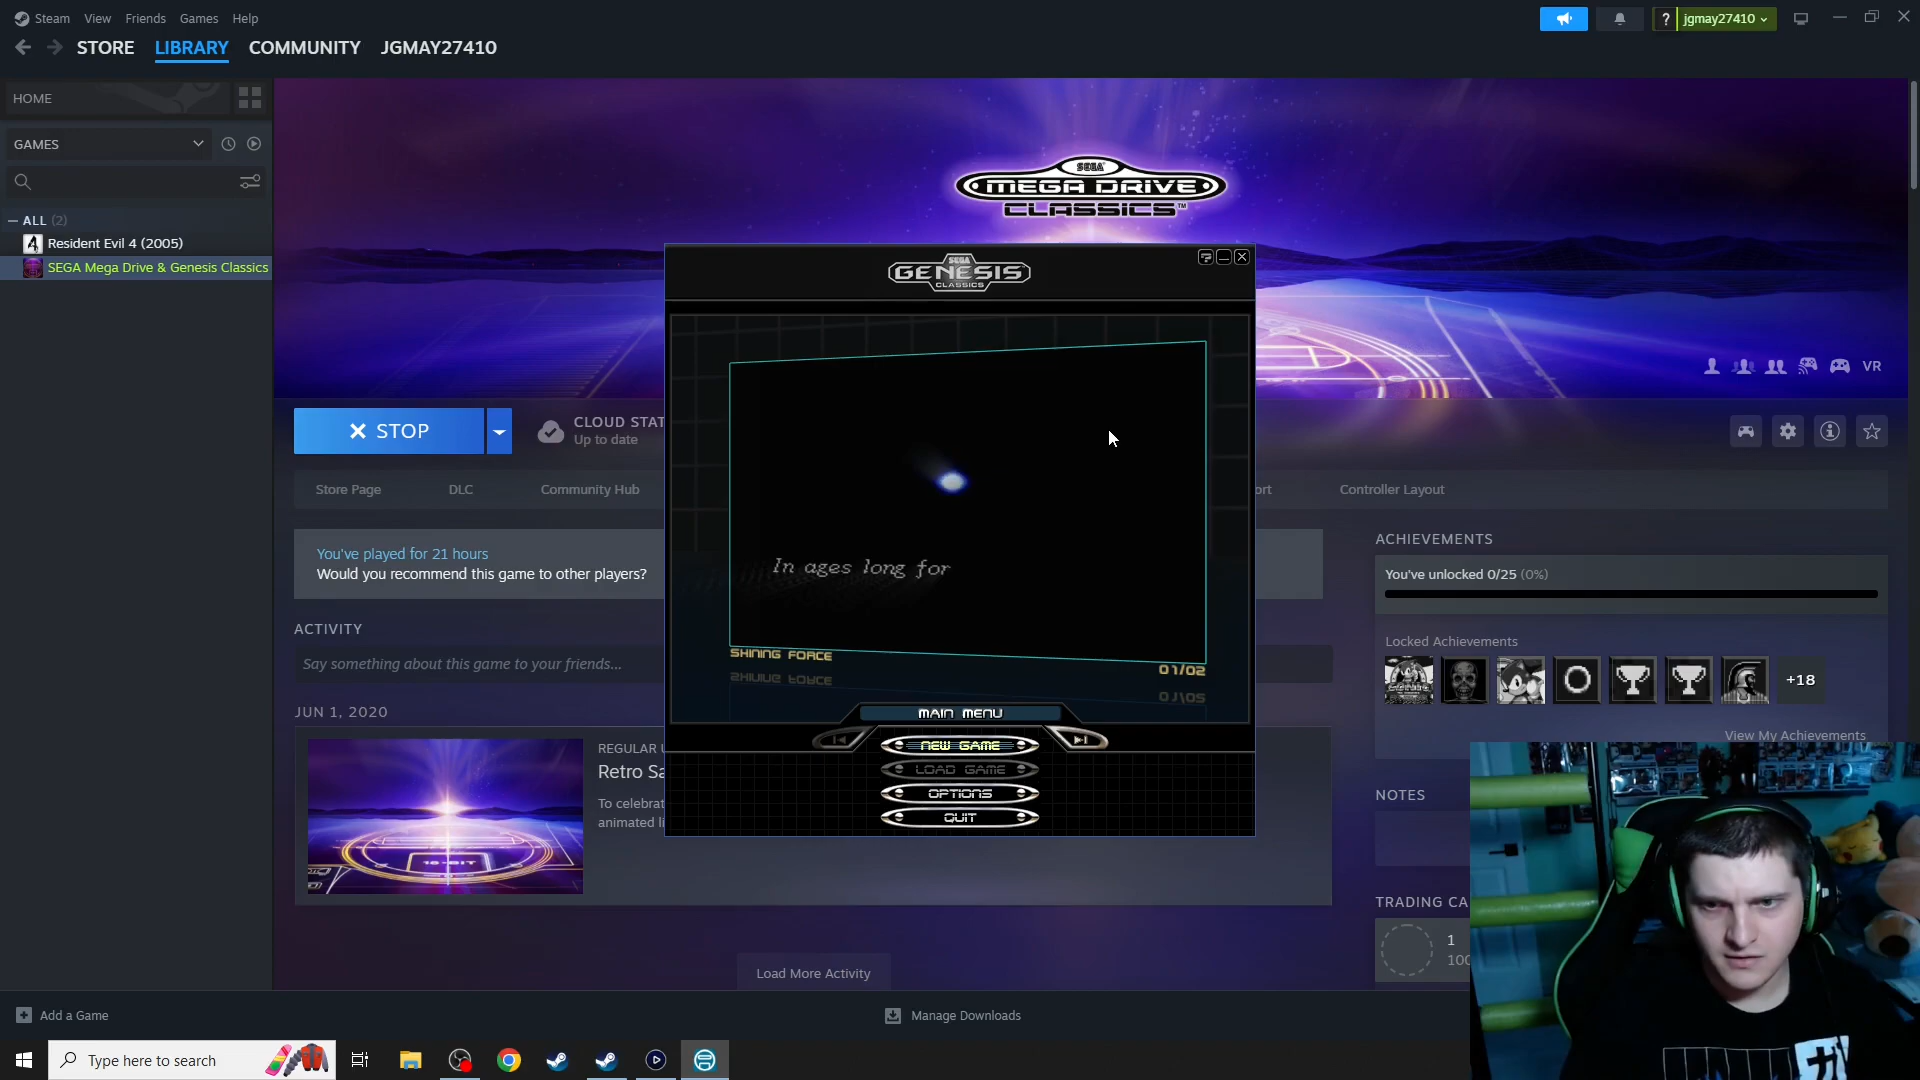 Steam View Friends Games Help
? jgmay27410
STORE LIBRARY COMMUNITY JGMAY27410
HOME
GAMES
ALL (2)
Resident Evil 4 (2005)
SEGA Mega Drive & Genesis Classics
SEGA
MEGA DRIVE
CLASSICS™
SEGA
GENESIS
CLASSICS
VR
STOP
CLOUD STAT
Up to date
Store Page DLC Community Hub
ort Controller Layout
You've played for 21 hours
Would you recommend this game to other players?
In ages long for
SHINING FORCE
01/02
MAIN MENU
NEW GAME
LOAD GAME
OPTIONS
QUIT
ACTIVITY
Say something about this game to your friends...
JUN 1, 2020
16-BIT
REGULAR U
Retro Sa
To celebrat
animated li
Load More Activity
ACHIEVEMENTS
You've unlocked 0/25 (0%)
Locked Achievements
+18
View My Achievements
NOTES
TRADING CA
1
100
Add a Game
Manage Downloads
Type here to search